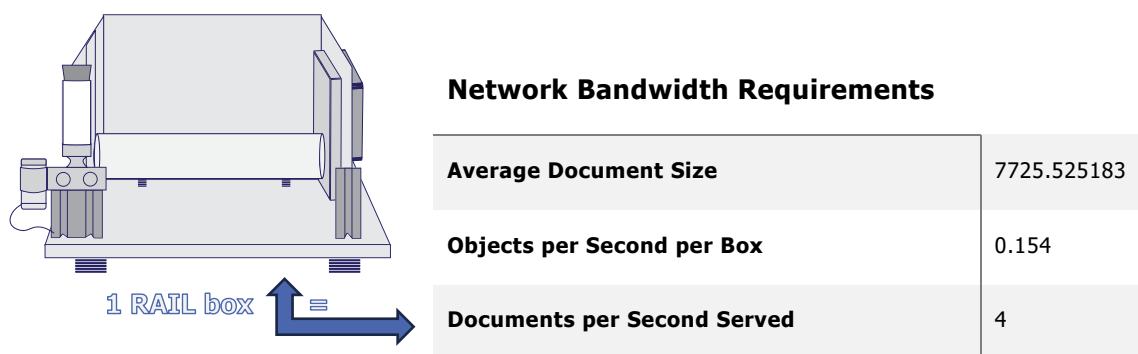 Network Bandwidth Requirements
Average Document Size 7725.525183
Objects per Second per Box 0.154
1 RAIL box =
Documents per Second Served 4